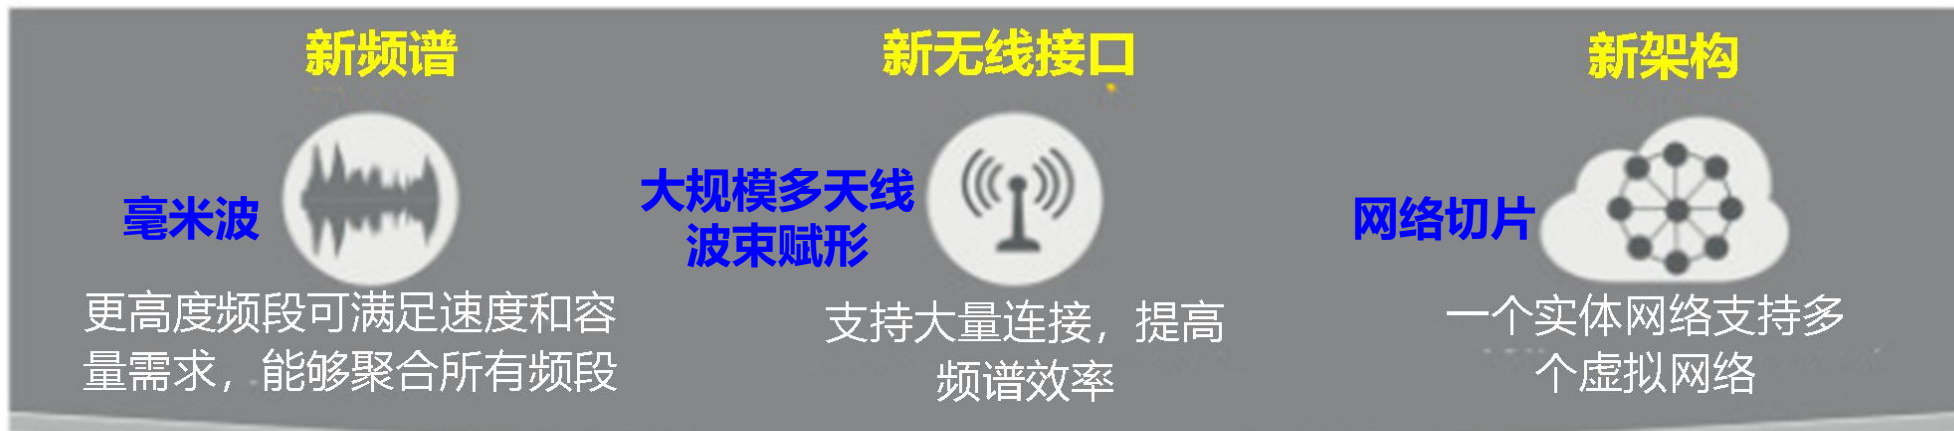 新频谱
毫米波
更高度频段可满足速度和容
量需求，能够聚合所有频段
新无线接口
大规模多天线
波束赋形
支持大量连接，提高
频谱效率
新架构
网络切片
一个实体网络支持多
个虚拟网络